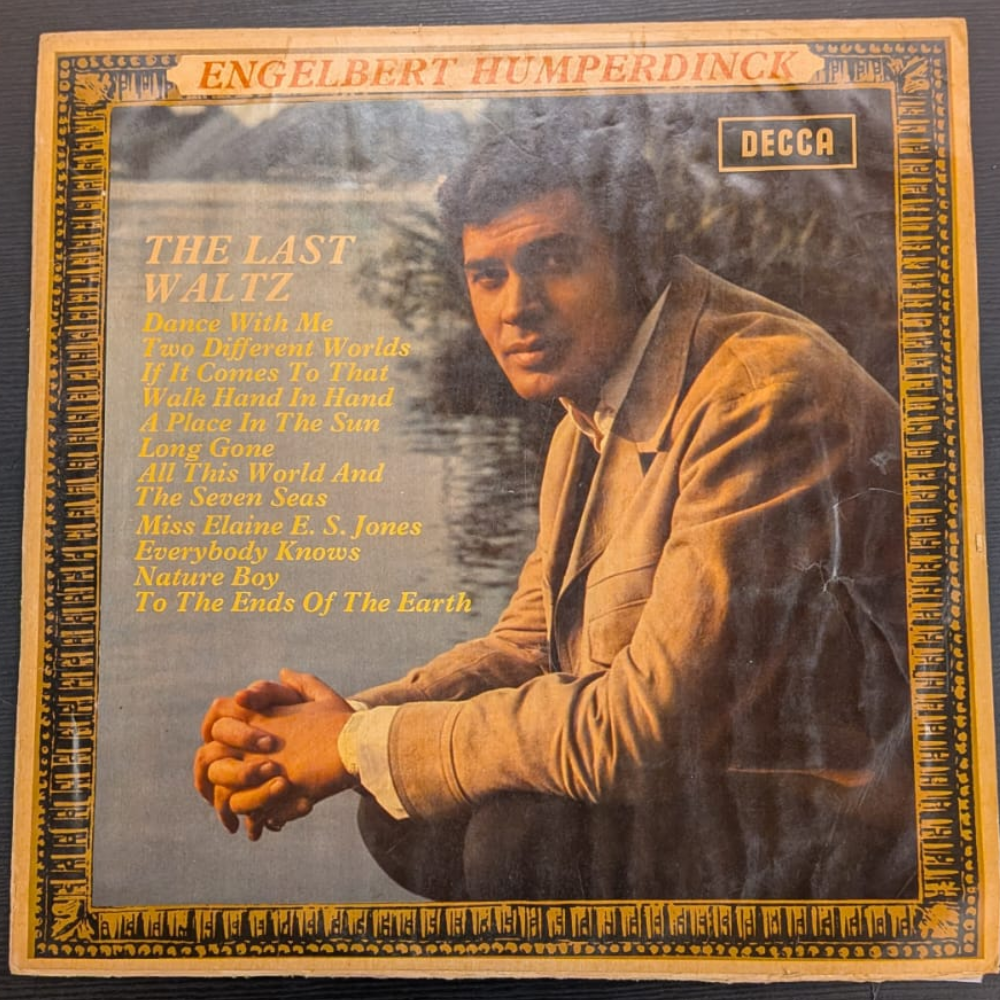 ENGELBERT HUMPERDINCK
DECCA
THE LAST
WALTZ
Dance With Me
Two Different Worlds
If It Comes To That
Walk Hand In Hand
A Place In The Sun
Long Gone
All This World And
The Seven Seas
Miss Elaine E. S. Jones
Everybody Knows
Nature Boy
To The Ends Of The Earth